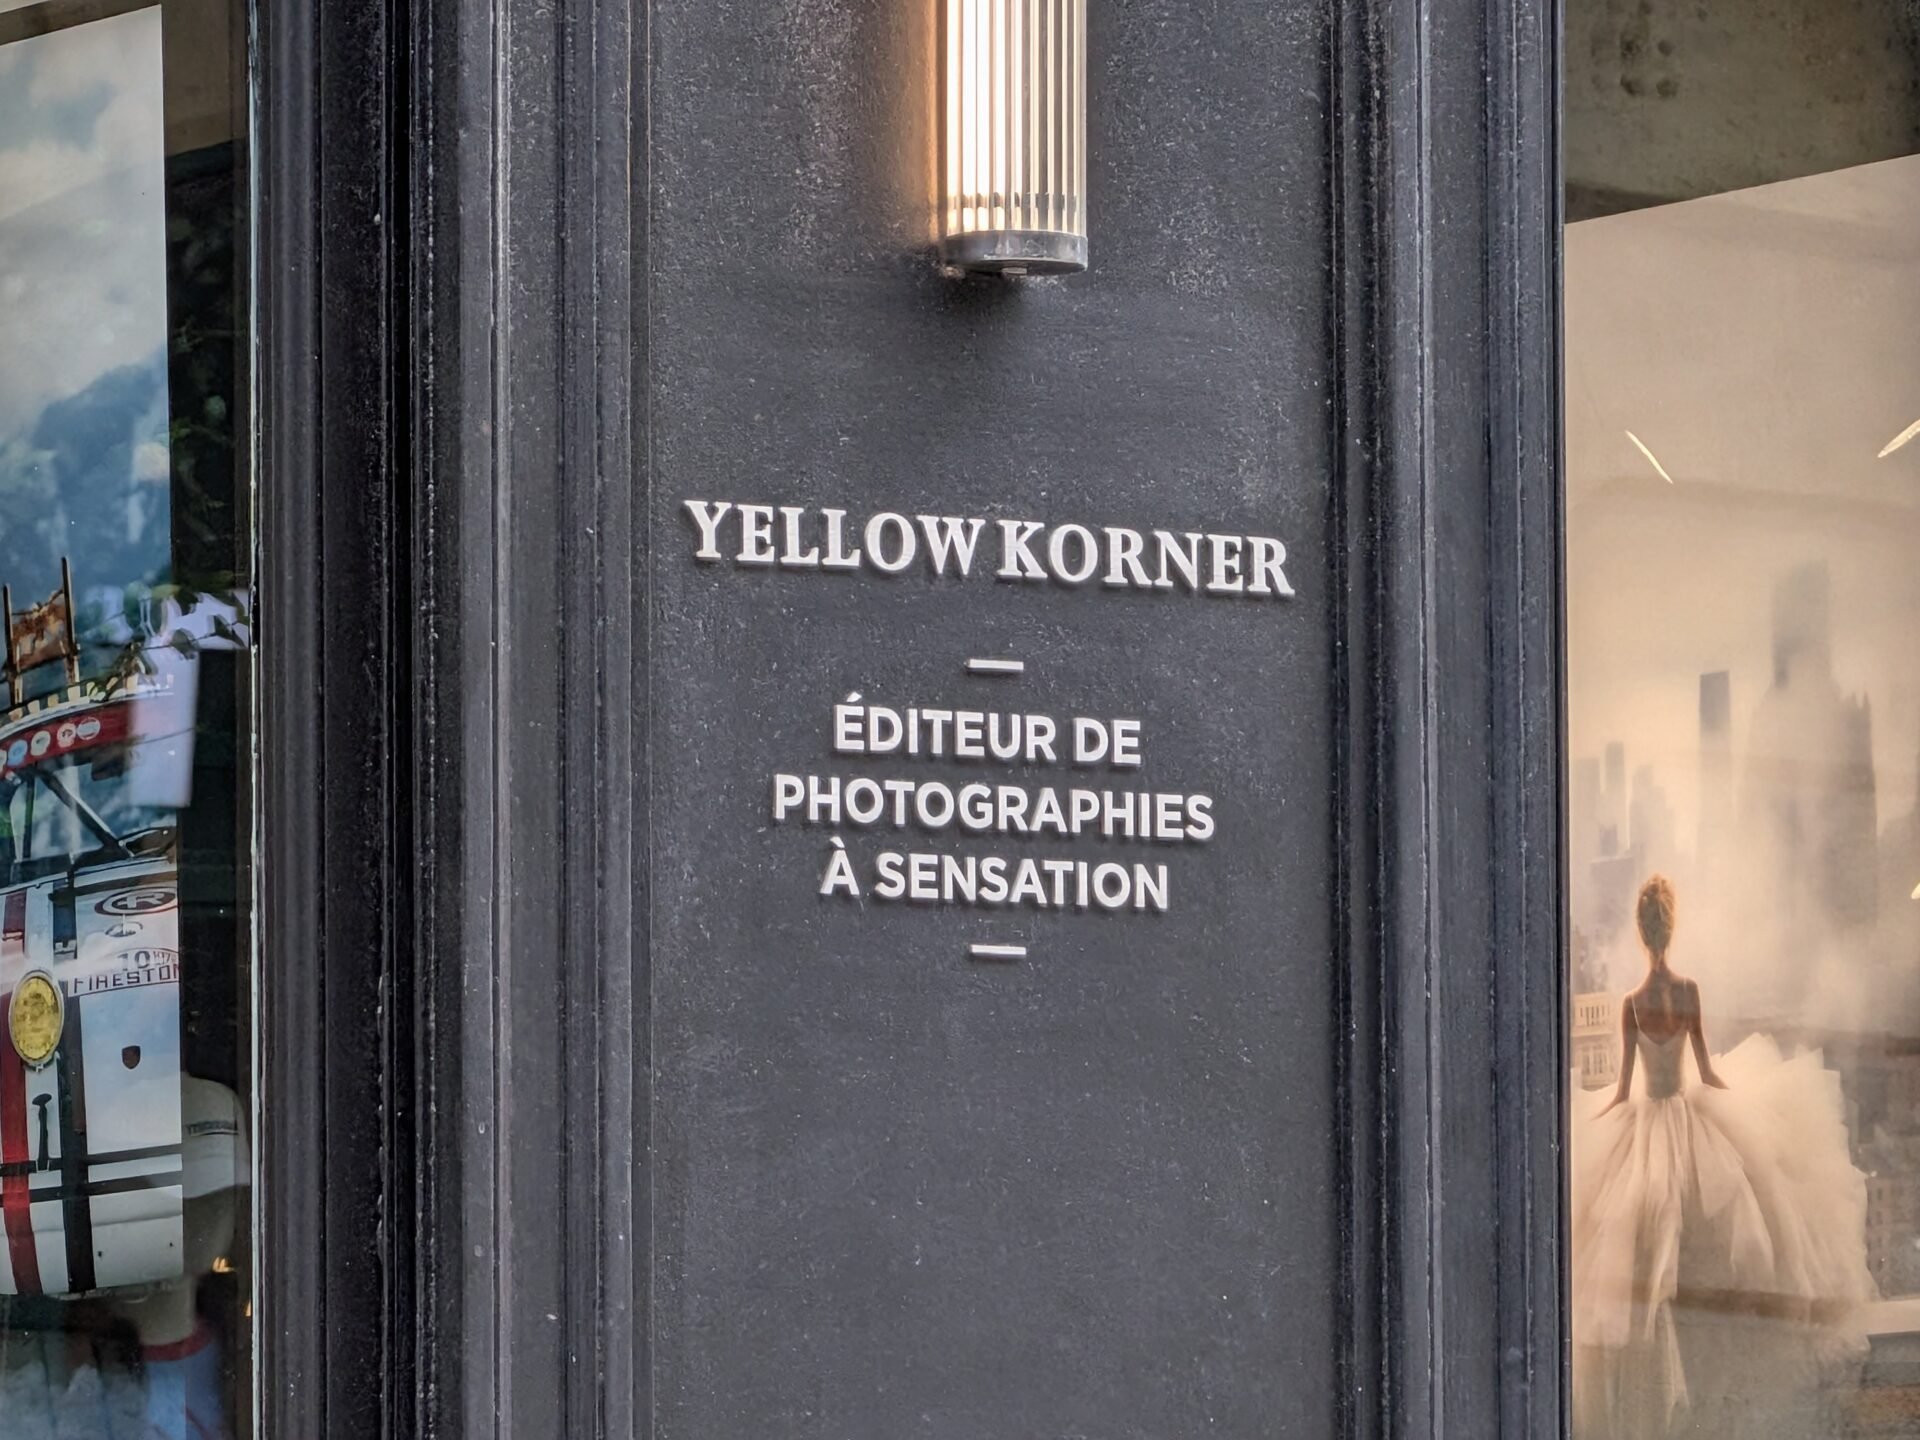 YELLOW KORNER
ÉDITEUR DE
PHOTOGRAPHIES
À SENSATION